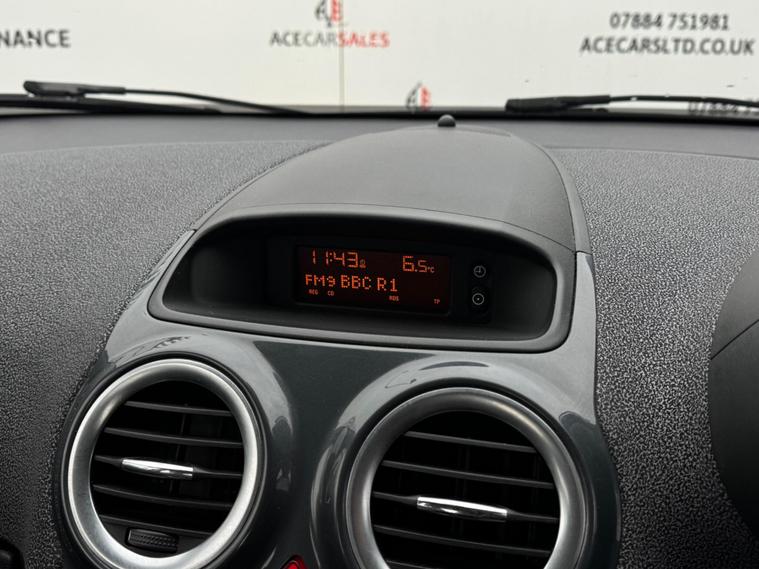 NANCE
ACECARSALES
07884 751981
ACECARSLTD.CO.UK
11:43 6.5°C
FM9 BBC R1
REG CD RDS TP